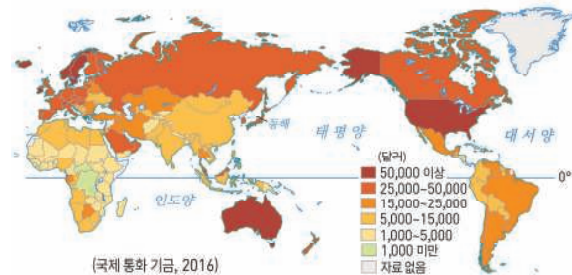 동해
태평양
대서양
(달러)
50,000 이상
25,000~50,000
15,000~25,000
5,000~15,000
1,000~5,000
1,000 미만
자료 없음
0°
인도양
(국제 통화 기금, 2016)